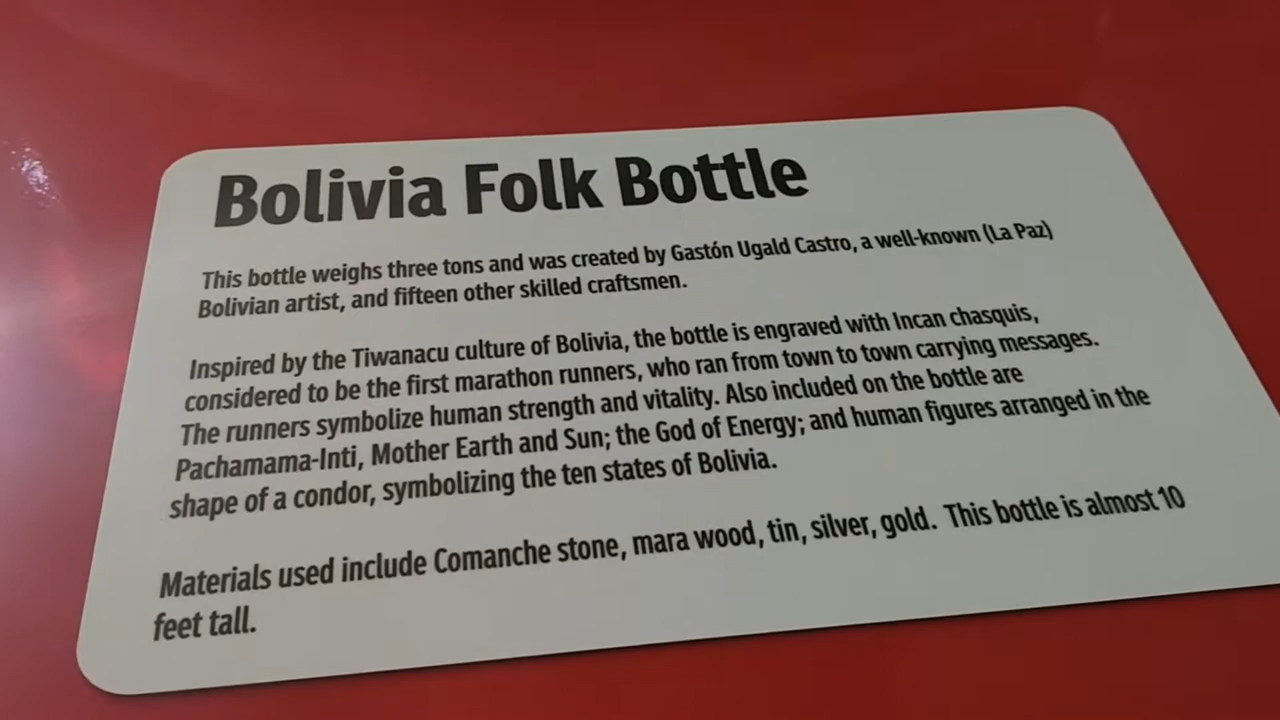 Bolivia Folk Bottle
This bottle weighs three tons and was created by Gastón Ugald Castro, a well-known (La Paz)
Bolivian artist, and fifteen other skilled craftsmen.
Inspired by the Tiwanacu culture of Bolivia, the bottle is engraved with Incan chasquis,
considered to be the first marathon runners, who ran from town to town carrying messages.
The runners symbolize human strength and vitality. Also included on the bottle are
Pachamama-Inti, Mother Earth and Sun; the God of Energy; and human figures arranged in the
shape of a condor, symbolizing the ten states of Bolivia.
Materials used include Comanche stone, mara wood, tin, silver, gold. This bottle is almost 10
feet tall.